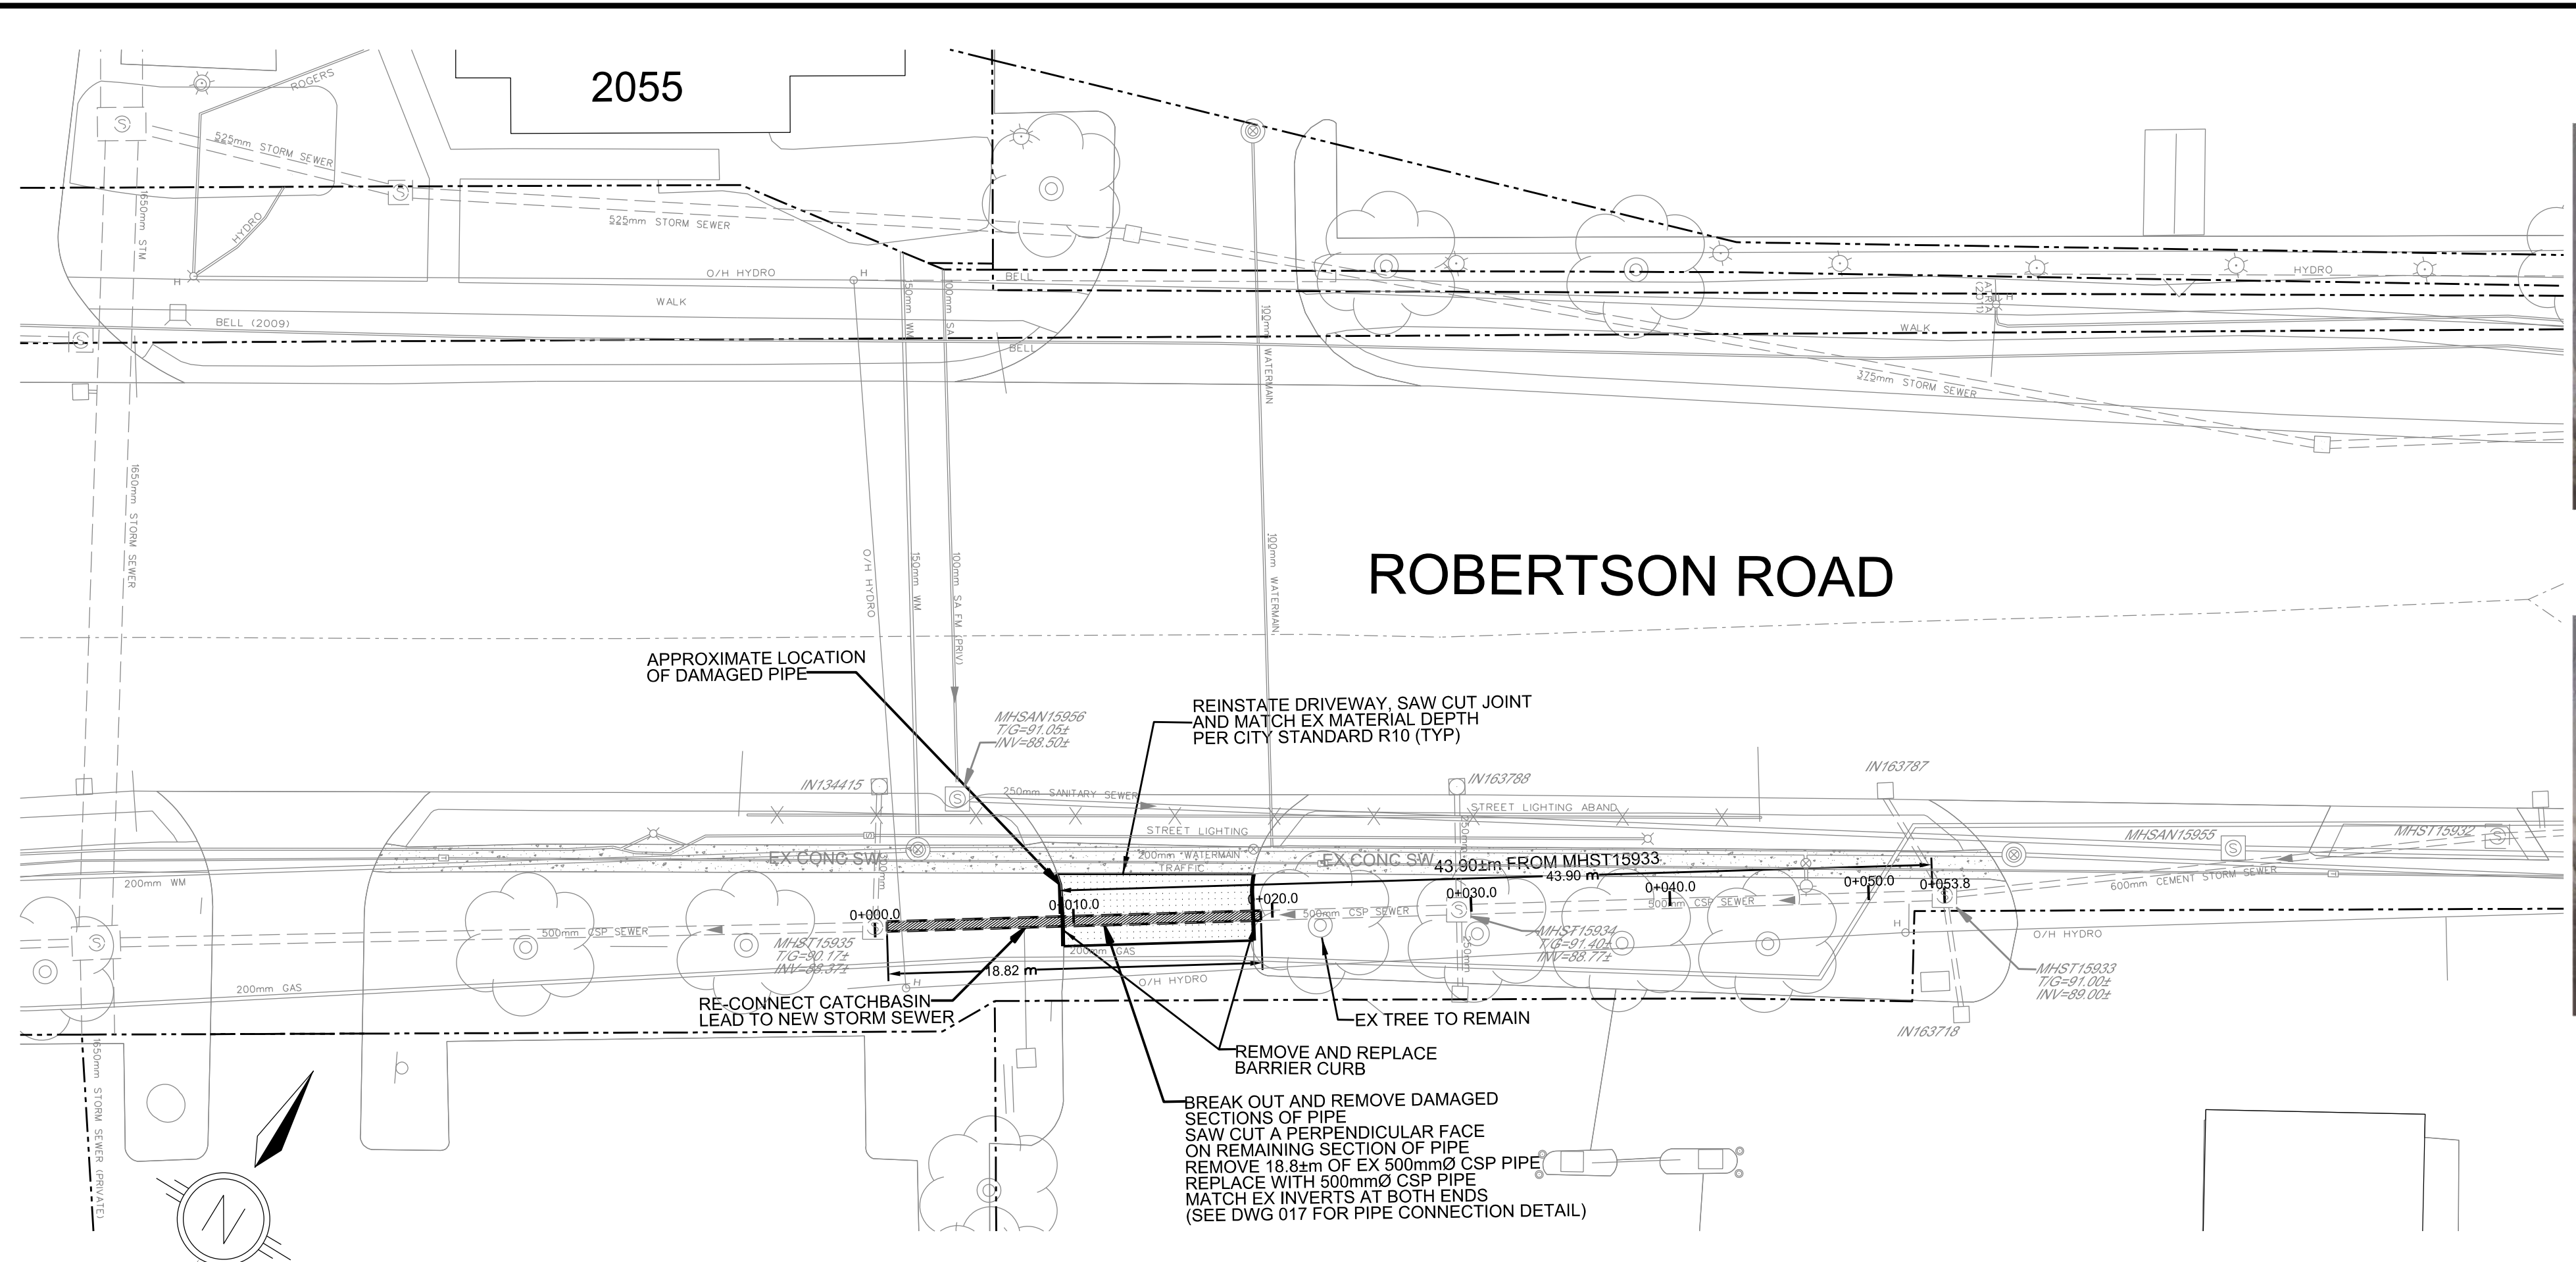 2055
ROGERS
525mm STORM SEWER
1650mm STM
HYDRO
525mm STORM SEWER
O/H HYDRO
H
H
WALK
BELL (2009)
BELL
BELL
150mm WM
100mm SA
100mm WATERMAIN
HYDRO
H
WALK
375mm STORM SEWER
1650mm STORM SEWER
O/H HYDRO
150mm WM
100mm SA FM (PRIV)
100mm WATERMAIN
ROBERTSON ROAD
APPROXIMATE LOCATION
OF DAMAGED PIPE
MHSAN15956
T/G=91.05±
INV=88.50±
REINSTATE DRIVEWAY, SAW CUT JOINT
AND MATCH EX MATERIAL DEPTH
PER CITY STANDARD R10 (TYP)
IN134415
IN163788
IN163787
250mm SANITARY SEWER
STREET LIGHTING ABAND
STREET LIGHTING
MHSAN15955
MHST15932
EX CONC SW
200mm WATERMAIN
TRAFFIC
EX CONC SW
43.90±m FROM MHST15933
43.90 m
200mm WM
250mm
600mm CEMENT STORM SEWER
0+000.0
0+010.0
0+020.0
0+030.0
0+040.0
0+050.0
0+053.8
500mm CSP SEWER
500mm CSP SEWER
500mm CSP SEWER
MHST15935
T/G=90.17±
INV=88.37±
200mm GAS
18.82 m
MHST15934
T/G=91.40±
INV=88.77±
250mm
H
O/H HYDRO
MHST15933
T/G=91.00±
INV=89.00±
200mm GAS
H
O/H HYDRO
RE-CONNECT CATCHBASIN
LEAD TO NEW STORM SEWER
EX TREE TO REMAIN
IN163718
REMOVE AND REPLACE
BARRIER CURB
1650mm STORM SEWER (PRIVATE)
BREAK OUT AND REMOVE DAMAGED
SECTIONS OF PIPE
SAW CUT A PERPENDICULAR FACE
ON REMAINING SECTION OF PIPE
REMOVE 18.8±m OF EX 500mmØ CSP PIPE
REPLACE WITH 500mmØ CSP PIPE
MATCH EX INVERTS AT BOTH ENDS
(SEE DWG 017 FOR PIPE CONNECTION DETAIL)
N